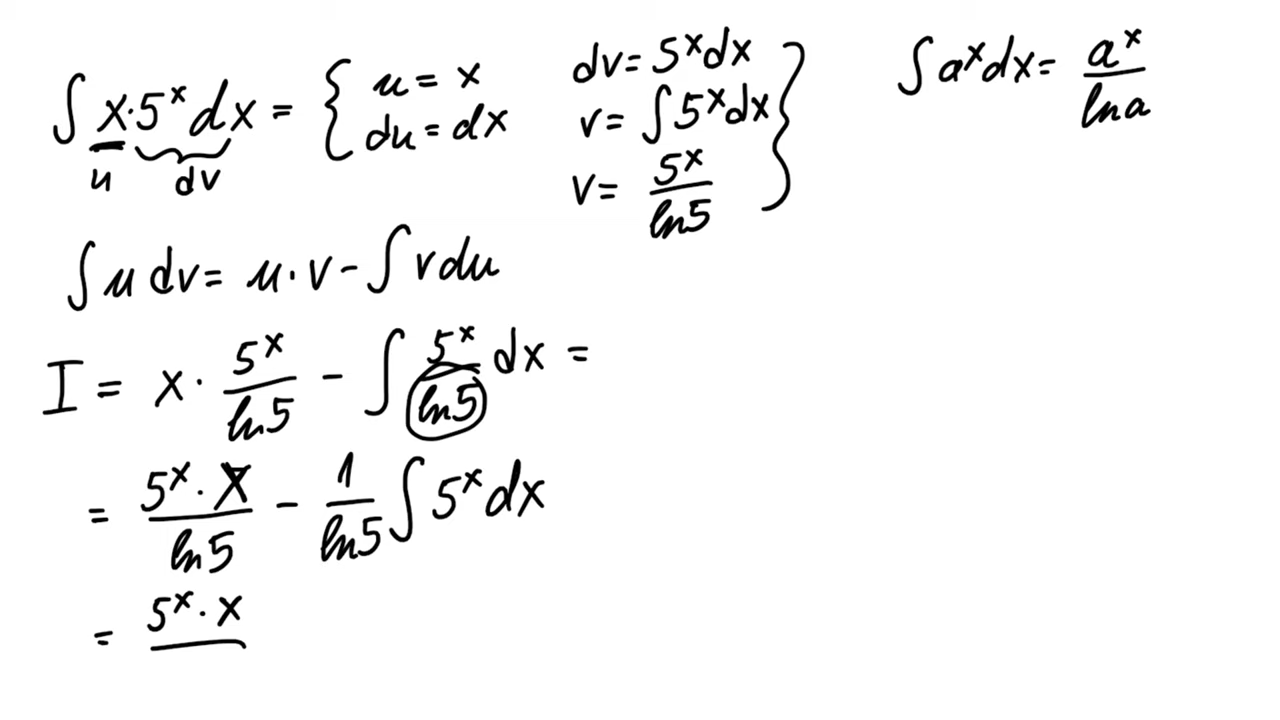 ∫ x·5^x dx = { u = x dv = 5^x dx } ∫ a^x dx = a^x / ln a
u dv du = dx v = ∫ 5^x dx
v = 5^x / ln5
∫ u dv = u·v - ∫ v du
I = x · 5^x / ln5 - ∫ 5^x / ln5 dx =
= 5^x · x / ln5 - 1 / ln5 ∫ 5^x dx
= 5^x · x /